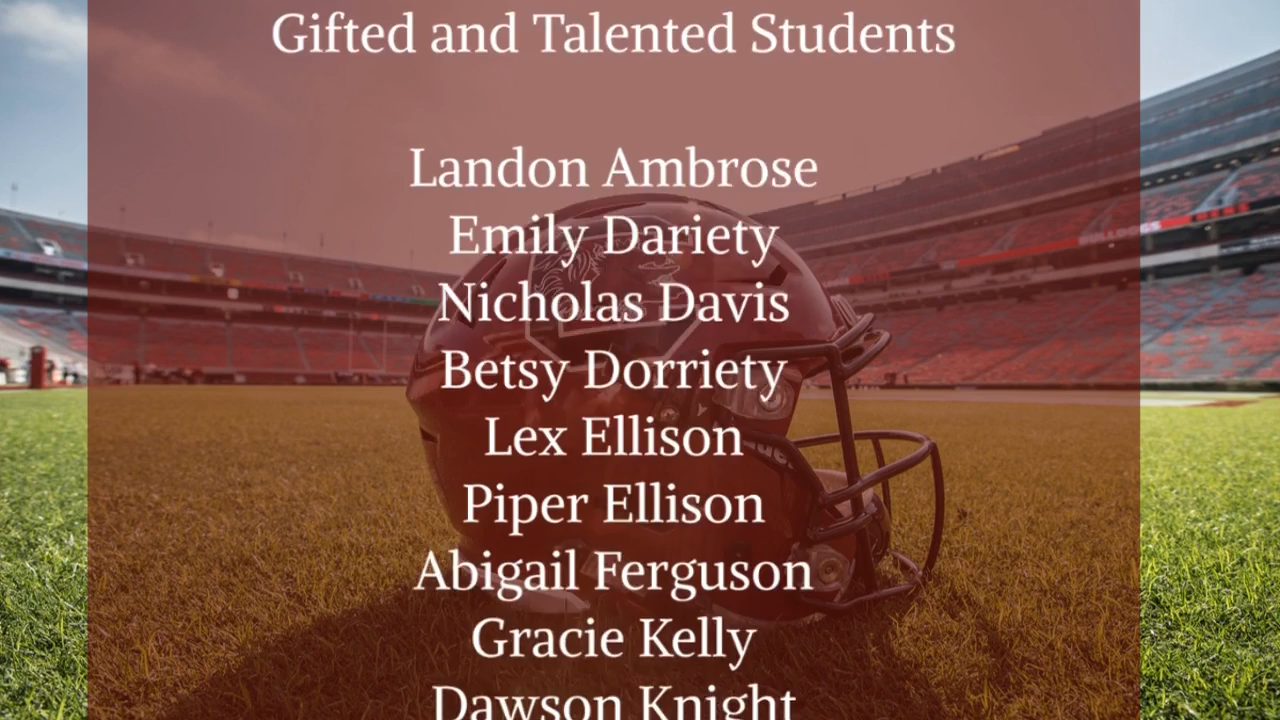 Gifted and Talented Students
Landon Ambrose
Emily Dariety
Nicholas Davis
Betsy Dorriety
Lex Ellison
Piper Ellison
Abigail Ferguson
Gracie Kelly
Dawson Knight